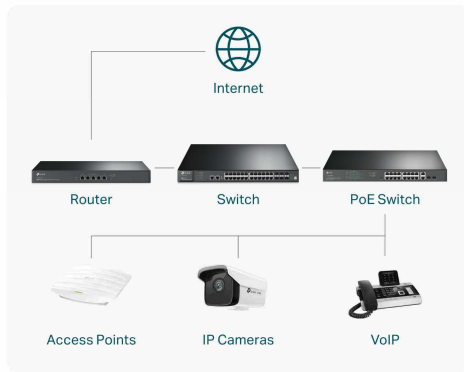 Internet
Router
Switch
PoE Switch
Access Points
IP Cameras
VoIP